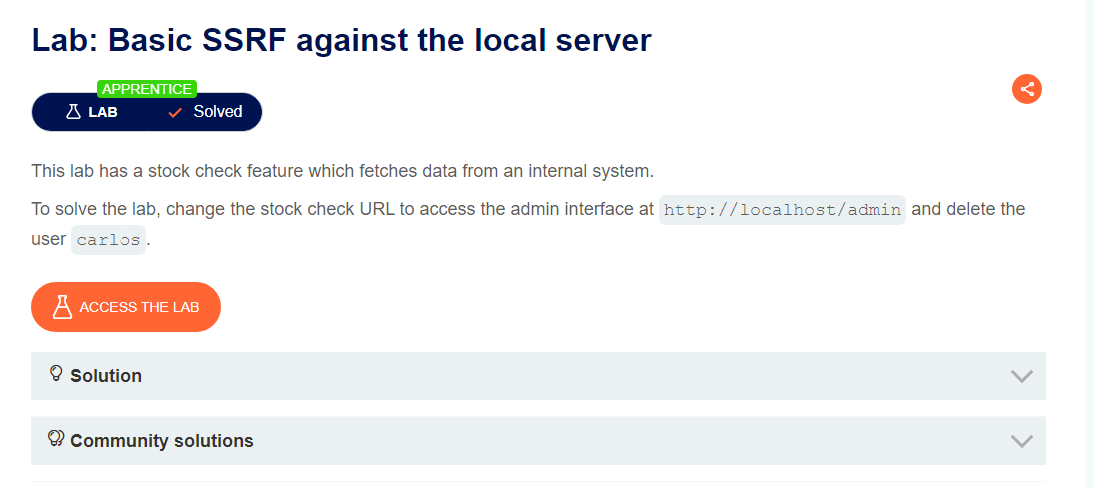 Lab: Basic SSRF against the local server
APPRENTICE
LAB Solved
This lab has a stock check feature which fetches data from an internal system.
To solve the lab, change the stock check URL to access the admin interface at http://localhost/admin and delete the
user carlos.
ACCESS THE LAB
Solution
Community solutions